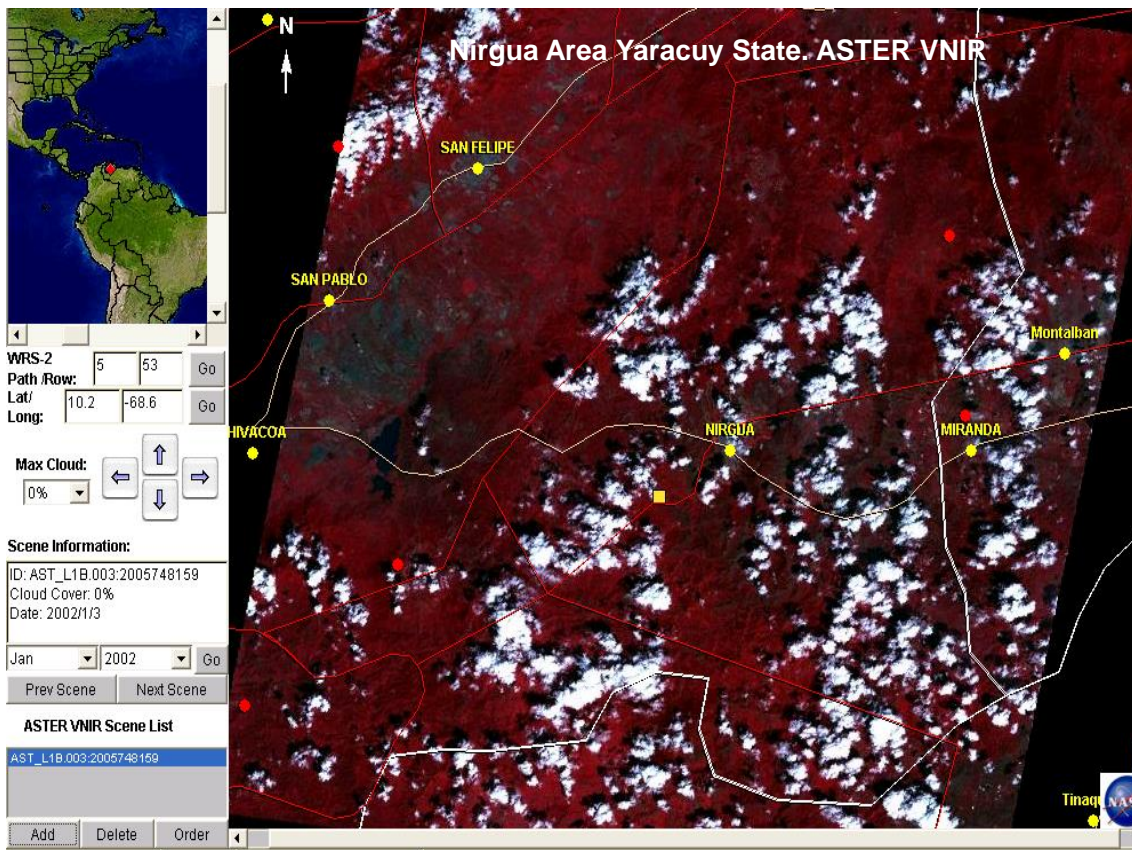 N
Nirgua Area Yaracuy State. ASTER VNIR
SAN FELIPE
SAN PABLO
Montalban
HIVACOA
NIRGUA
MIRANDA
WRS-2
Path /Row: 5 53 Go
Lat/
Long: 10.2 -68.6 Go
Max Cloud:
0%
Scene Information:
ID: AST_L1B.003:2005748159
Cloud Cover: 0%
Date: 2002/1/3
Jan 2002 Go
Prev Scene Next Scene
ASTER VNIR Scene List
AST_L1B.003:2005748159
Add Delete Order